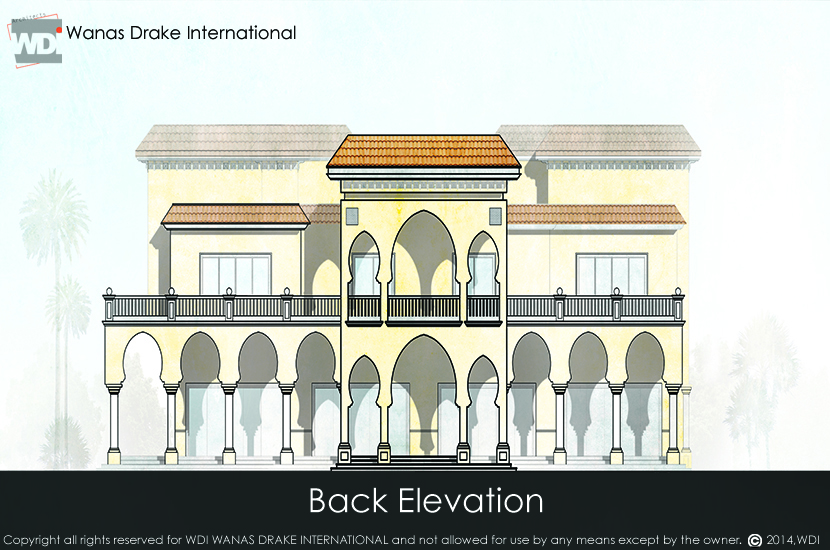 Architects
WDI
Wanas Drake International
Back Elevation
Copyright all rights reserved for WDI WANAS DRAKE INTERNATIONAL and not allowed for use by any means except by the owner. © 2014,WDI